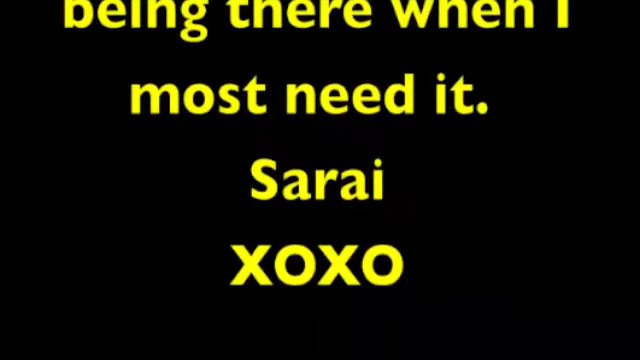 being there when I
most need it.
Sarai
XOXO